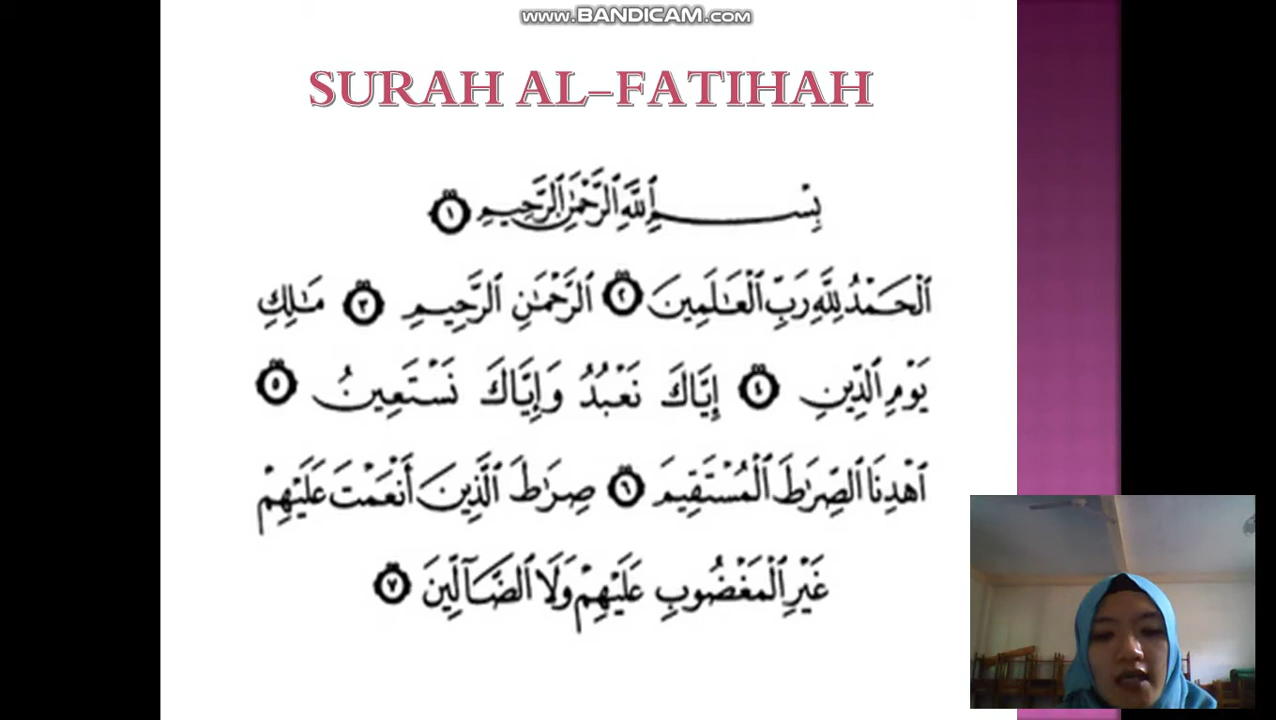 www.BANDICAM.com
SURAH AL-FATIHAH
بِسْمِ ٱللَّهِ ٱلرَّحْمَٰنِ ٱلرَّحِيمِ ١
ٱلْحَمْدُ لِلَّهِ رَبِّ ٱلْعَٰلَمِينَ ٢ ٱلرَّحْمَٰنِ ٱلرَّحِيمِ ٣ مَٰلِكِ
يَوْمِ ٱلدِّينِ ٤ إِيَّاكَ نَعْبُدُ وَإِيَّاكَ نَسْتَعِينُ ٥
ٱهْدِنَا ٱلصِّرَٰطَ ٱلْمُسْتَقِيمَ ٦ صِرَٰطَ ٱلَّذِينَ أَنْعَمْتَ عَلَيْهِمْ
غَيْرِ ٱلْمَغْضُوبِ عَلَيْهِمْ وَلَا ٱلضَّآلِّينَ ٧